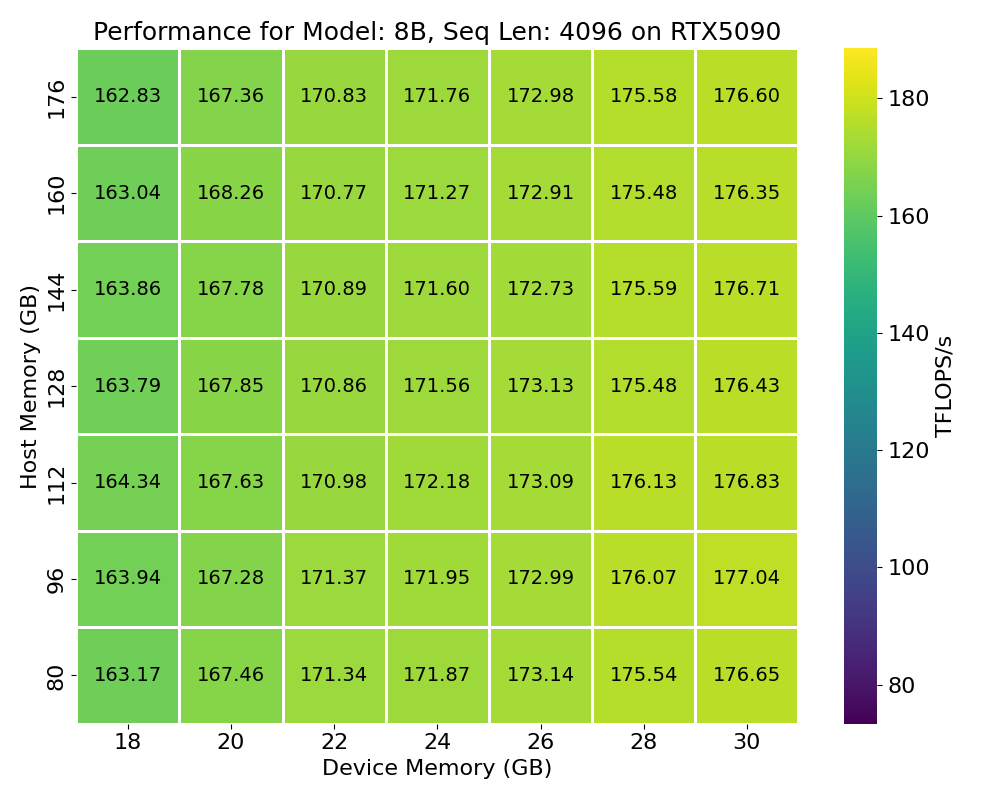 Performance for Model: 8B, Seq Len: 4096 on RTX5090
Host Memory (GB)
176 162.83 167.36 170.83 171.76 172.98 175.58 176.60
160 163.04 168.26 170.77 171.27 172.91 175.48 176.35
144 163.86 167.78 170.89 171.60 172.73 175.59 176.71
128 163.79 167.85 170.86 171.56 173.13 175.48 176.43
112 164.34 167.63 170.98 172.18 173.09 176.13 176.83
96 163.94 167.28 171.37 171.95 172.99 176.07 177.04
80 163.17 167.46 171.34 171.87 173.14 175.54 176.65
18 20 22 24 26 28 30
Device Memory (GB)
180
160
140
120
100
80
TFLOPS/s